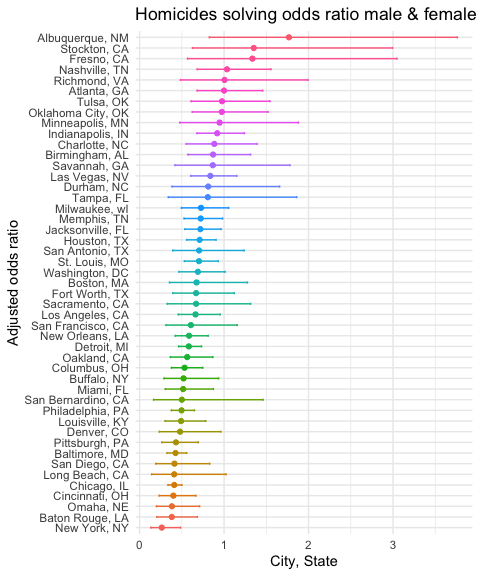 Homicides solving odds ratio male & female
Albuquerque, NM
Stockton, CA
Fresno, CA
Nashville, TN
Richmond, VA
Atlanta, GA
Tulsa, OK
Oklahoma City, OK
Minneapolis, MN
Indianapolis, IN
Charlotte, NC
Birmingham, AL
Savannah, GA
Las Vegas, NV
Durham, NC
Tampa, FL
Milwaukee, wI
Memphis, TN
Jacksonville, FL
Houston, TX
San Antonio, TX
St. Louis, MO
Washington, DC
Boston, MA
Fort Worth, TX
Sacramento, CA
Los Angeles, CA
San Francisco, CA
New Orleans, LA
Detroit, MI
Oakland, CA
Columbus, OH
Buffalo, NY
Miami, FL
San Bernardino, CA
Philadelphia, PA
Louisville, KY
Denver, CO
Pittsburgh, PA
Baltimore, MD
San Diego, CA
Long Beach, CA
Chicago, IL
Cincinnati, OH
Omaha, NE
Baton Rouge, LA
New York, NY
Adjusted odds ratio
0 1 2 3
City, State